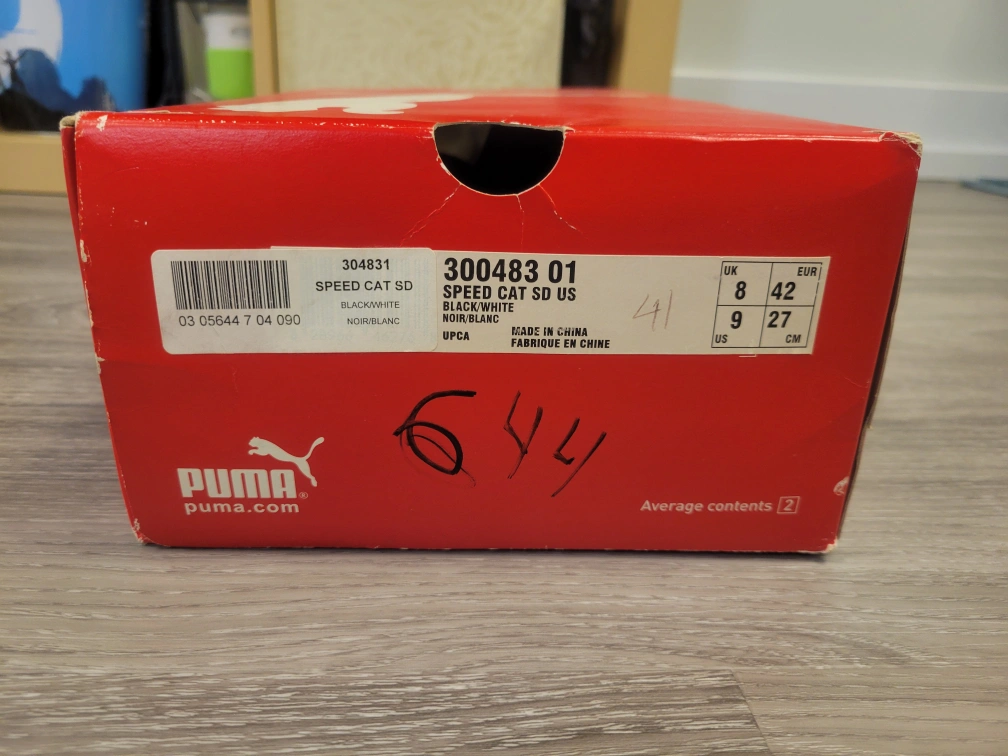 304831
SPEED CAT SD
BLACK/WHITE
NOIR/BLANC
03 05644 7 04 090
300483 01
SPEED CAT SD US
BLACK/WHITE
NOIR/BLANC
UPCA
MADE IN CHINA
FABRIQUE EN CHINE
41
UK EUR
8 42
9 27
US CM
644
PUMA®
puma.com
Average contents 2